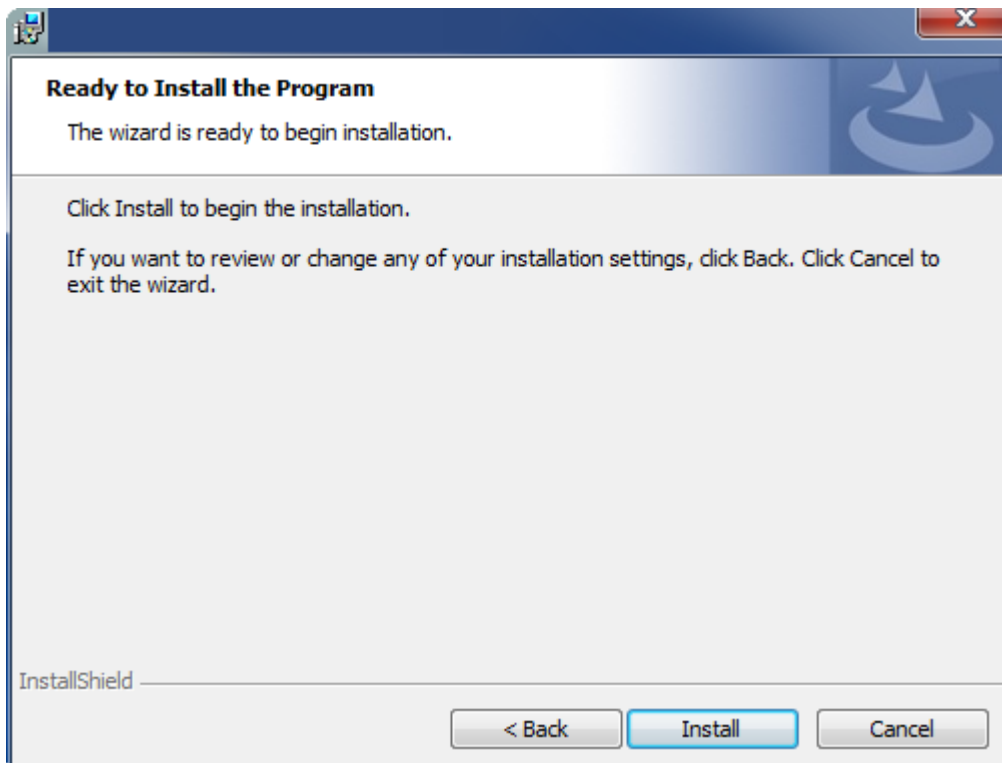 Ready to Install the Program
The wizard is ready to begin installation.
Click Install to begin the installation.
If you want to review or change any of your installation settings, click Back. Click Cancel to
exit the wizard.
InstallShield
< Back
Install
Cancel